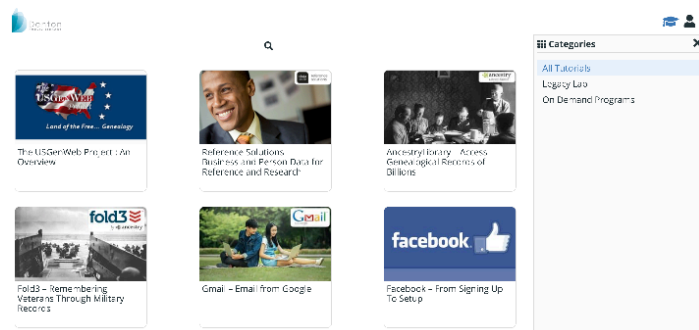 Denton
Categories
All Tutorials
Legacy Lab
On Demand Programs
USGenWeb
Land of the Free... Genealogy
The USGenWeb Project : An
Overview
Reference Solutions
Business and Person Data for
Reference and Research
ancestry
AncestryLibrary – Access
Genealogical Records of
Billions
fold3
by ancestry
Fold3 – Remembering
Veterans Through Military
Records
Gmail
Gmail – Email from Google
facebook
Facebook – From Signing Up
To Setup